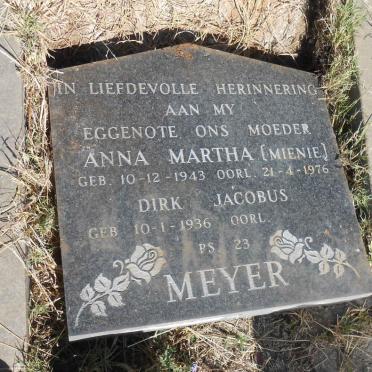 IN LIEFDEVOLLE HERINNERING
AAN MY
EGGENOTE ONS MOEDER
ANNA MARTHA (MIENIE)
GEB. 10-12-1943 OORL. 21-4-1976
DIRK JACOBUS
GEB 10-1-1936 OORL.
PS 23
MEYER